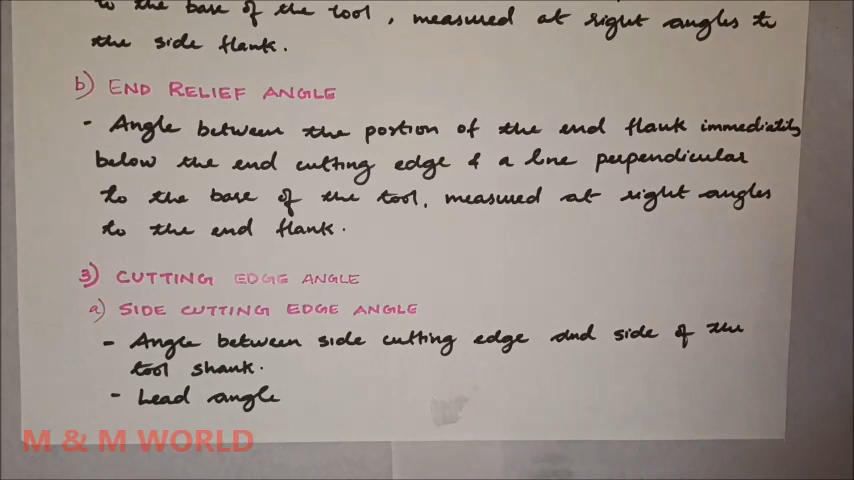 to the base of the tool, measured at right angles to
the side flank.
b) END RELIEF ANGLE
- Angle between the portion of the end flank immediately
below the end cutting edge & a line perpendicular
to the base of the tool, measured at right angles
to the end flank.
3) CUTTING EDGE ANGLE
a) SIDE CUTTING EDGE ANGLE
- Angle between side cutting edge and side of the
tool shank.
- Lead angle
M & M WORLD